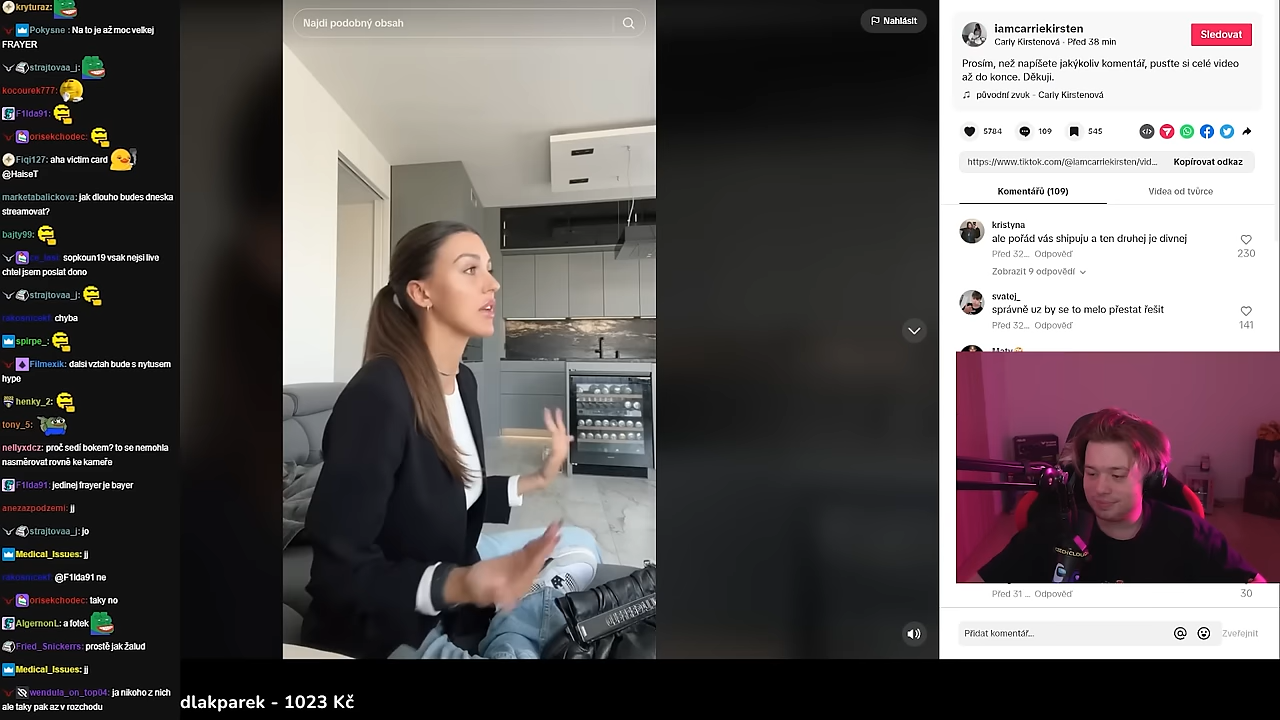 kryturaz:
Pokysne : Na to je až moc velkej
FRAYER
strajtovaa_j:
kocourek777:
F1lda91:
orisekchodec:
Fiqi127: aha victim card
@HaiseT
marketabalickova: jak dlouho budes dneska
streamovat?
bajty99:
sopkoun19 vsak nejsi live
chtel jsem poslat dono
strajtovaa_j:
chyba
spirpe_:
Filmexik: dalsi vztah bude s nytusem
hype
henky_2:
tony_5:
nellyxdcz: proč sedí bokem? to se nemohla
nasměrovat rovně ke kameře
F1lda91: jedinej frayer je bayer
anezazpodzemi: jj
strajtovaa_j: jo
Medical_Issues: jj
@F1lda91 ne
orisekchodec: taky no
AlgernonL: a fotek
Fried_Snickerrs: prostě jak žalud
Medical_Issues: jj
wendula_on_top04: ja nikoho z nich
ale taky pak az v rozchodu
Najdi podobný obsah
Nahlásit
dlakparek - 1023 Kč
iamcarriekirsten
Carly Kirstenová · Před 38 min
Sledovat
Prosím, než napíšete jakýkoliv komentář, pusťte si celé video
až do konce. Děkuji.
původní zvuk - Carly Kirstenová
5784 109 545
https://www.tiktok.com/@iamcarriekirsten/vid... Kopírovat odkaz
Komentářů (109) Videa od tvůrce
kristyna
ale pořád vás shipuju a ten druhej je divnej
230
Před 32... Odpověď
Zobrazit 9 odpovědí
svatej_
správně uz by se to melo přestat řešit
141
Před 32... Odpověď
Před 31 ... Odpověď 30
Přidat komentář... Zveřejnit